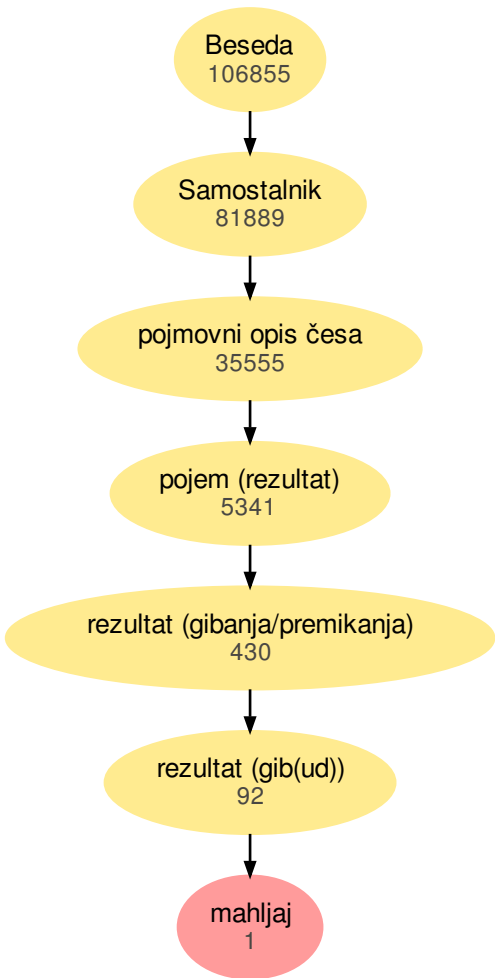 Beseda
106855
Samostalnik
81889
pojmovni opis česa
35555
pojem (rezultat)
5341
rezultat (gibanja/premikanja)
430
rezultat (gib(ud))
92
mahljaj
1